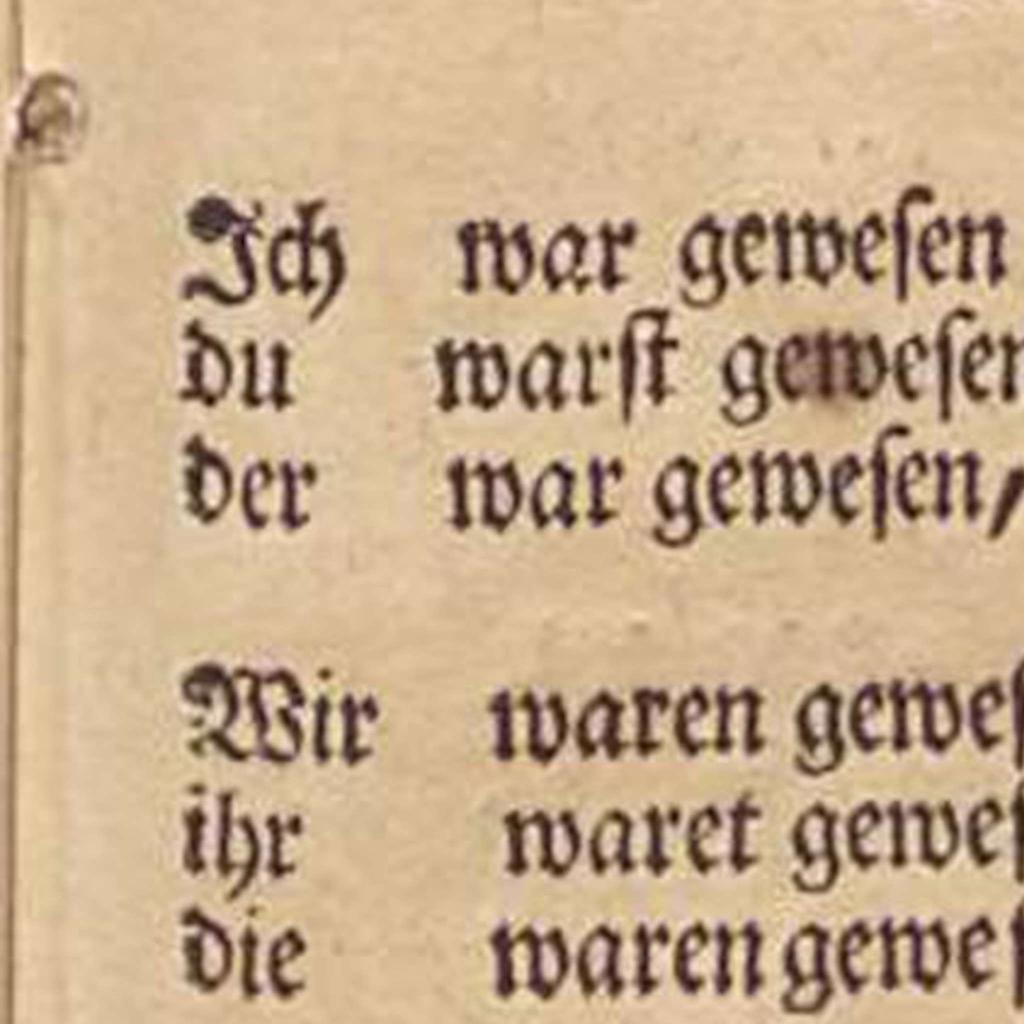 Ich war geweſen
du warſt geweſen
der war geweſen,
Wir waren geweſ
ihr waret geweſ
die waren geweſ